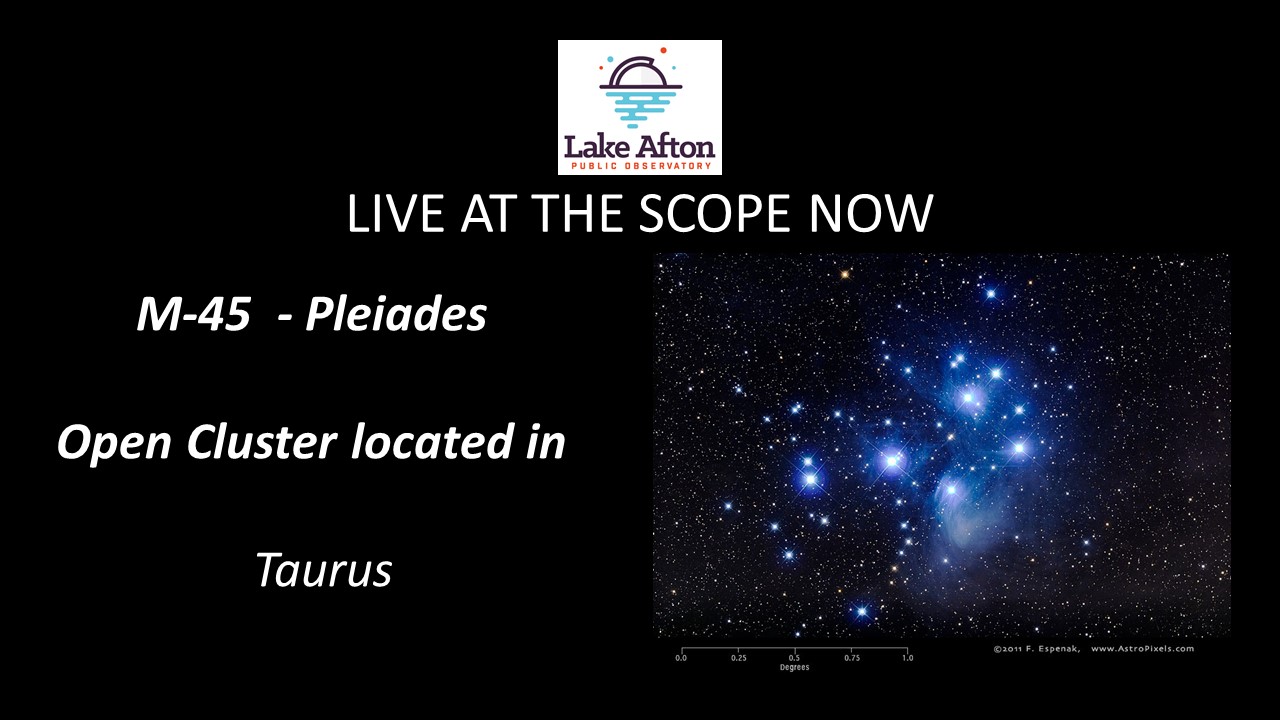 Lake Afton
PUBLIC OBSERVATORY
LIVE AT THE SCOPE NOW
M-45  - Pleiades
Open Cluster located in
Taurus
0.0 0.25 0.5 0.75 1.0
Degrees
©2011 F. Espenak, www.AstroPixels.com